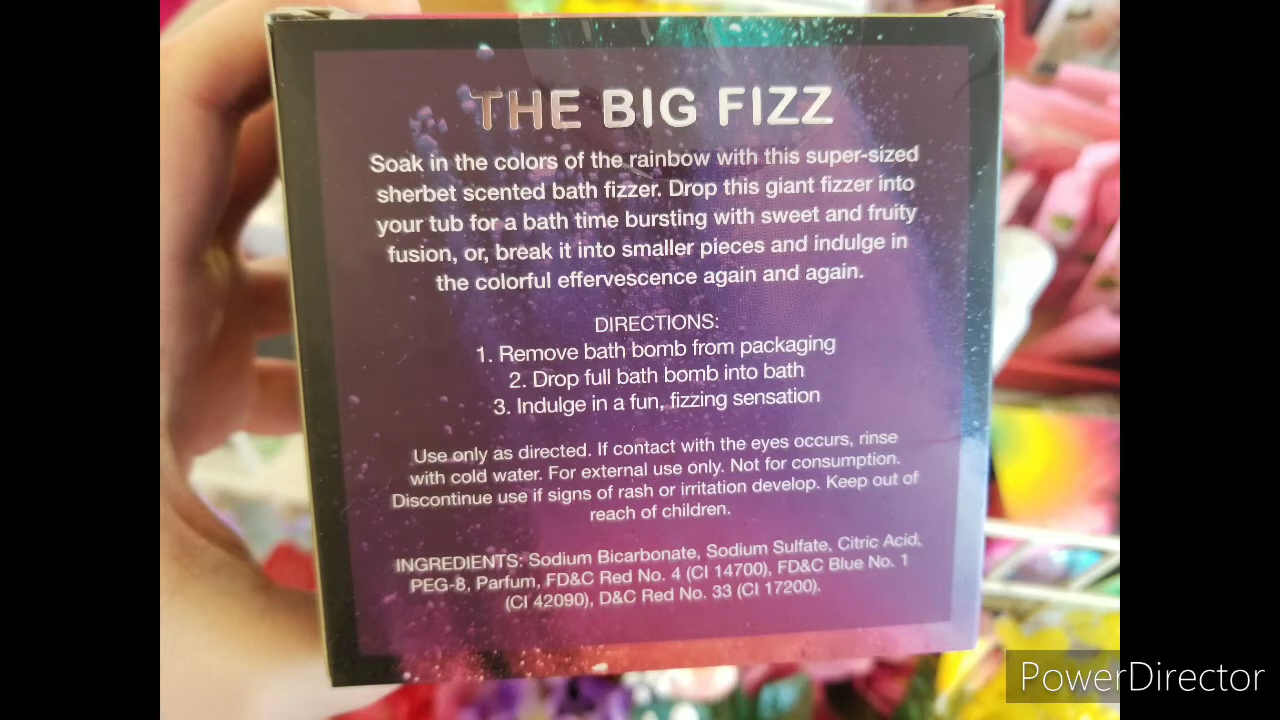 THE BIG FIZZ
Soak in the colors of the rainbow with this super-sized
sherbet scented bath fizzer. Drop this giant fizzer into
your tub for a bath time bursting with sweet and fruity
fusion, or, break it into smaller pieces and indulge in
the colorful effervescence again and again.
DIRECTIONS:
1. Remove bath bomb from packaging
2. Drop full bath bomb into bath
3. Indulge in a fun, fizzing sensation
Use only as directed. If contact with the eyes occurs, rinse
with cold water. For external use only. Not for consumption.
Discontinue use if signs of rash or irritation develop. Keep out of
reach of children.
INGREDIENTS: Sodium Bicarbonate, Sodium Sulfate, Citric Acid,
PEG-8, Parfum, FD&C Red No. 4 (CI 14700), FD&C Blue No. 1
(CI 42090), D&C Red No. 33 (CI 17200).
PowerDirector